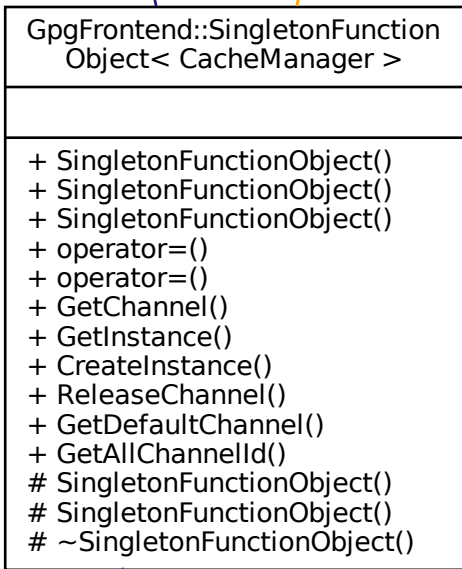 GpgFrontend::SingletonFunction
Object< CacheManager >
+ SingletonFunctionObject()
+ SingletonFunctionObject()
+ SingletonFunctionObject()
+ operator=()
+ operator=()
+ GetChannel()
+ GetInstance()
+ CreateInstance()
+ ReleaseChannel()
+ GetDefaultChannel()
+ GetAllChannelId()
# SingletonFunctionObject()
# SingletonFunctionObject()
# ~SingletonFunctionObject()